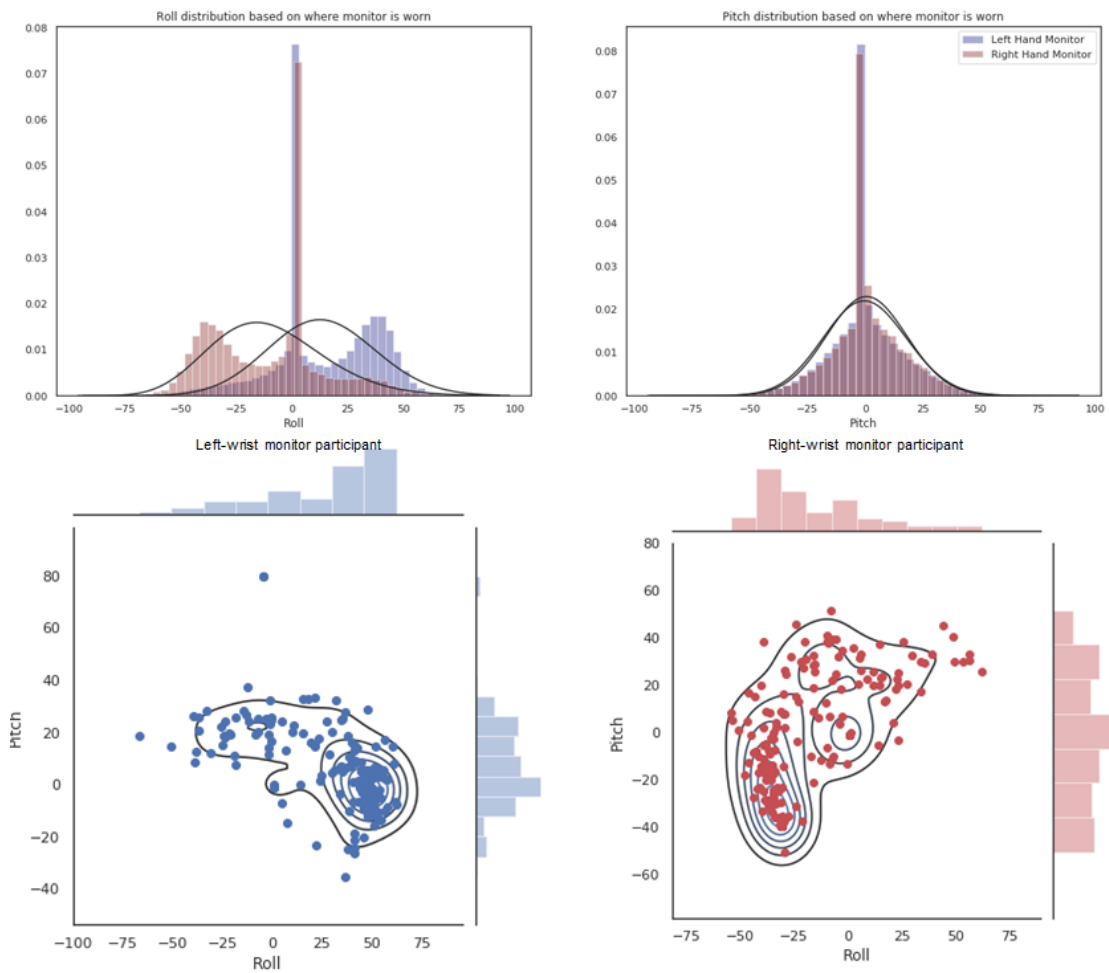 Roll distribution based on where monitor is worn
0.08
0.07
0.06
0.05
0.04
0.03
0.02
0.01
0.00
−100 −75 −50 −25 0 25 50 75 100
Roll
Pitch distribution based on where monitor is worn
Left Hand Monitor
Right Hand Monitor
0.08
0.07
0.06
0.05
0.04
0.03
0.02
0.01
0.00
−100 −75 −50 −25 0 25 50 75 100
Pitch
Left-wrist monitor participant
Pitch
80
60
40
20
0
−20
−40
−100 −75 −50 −25 0 25 50 75
Roll
Right-wrist monitor participant
Pitch
80
60
40
20
0
−20
−40
−60
−75 −50 −25 0 25 50 75
Roll